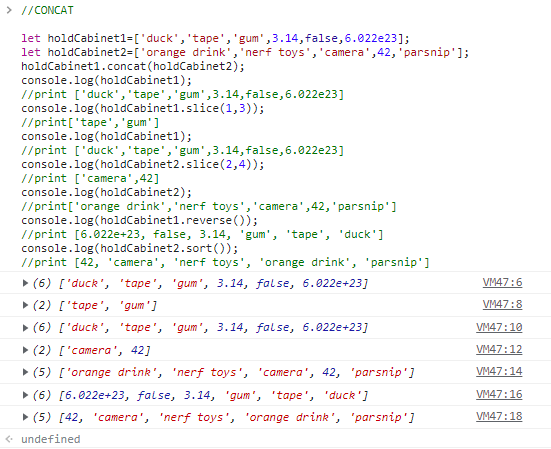 //CONCAT
let holdCabinet1=['duck','tape','gum',3.14,false,6.022e23];
let holdCabinet2=['orange drink','nerf toys','camera',42,'parsnip'];
holdCabinet1.concat(holdCabinet2);
console.log(holdCabinet1);
//print ['duck','tape','gum',3.14,false,6.022e23]
console.log(holdCabinet1.slice(1,3));
//print['tape','gum']
console.log(holdCabinet1);
//print ['duck','tape','gum',3.14,false,6.022e23]
console.log(holdCabinet2.slice(2,4));
//print ['camera',42]
console.log(holdCabinet2);
//print['orange drink','nerf toys','camera',42,'parsnip']
console.log(holdCabinet1.reverse());
//print [6.022e+23, false, 3.14, 'gum', 'tape', 'duck']
console.log(holdCabinet2.sort());
//print [42, 'camera', 'nerf toys', 'orange drink', 'parsnip']
(6) ['duck', 'tape', 'gum', 3.14, false, 6.022e+23] VM47:6
(2) ['tape', 'gum'] VM47:8
(6) ['duck', 'tape', 'gum', 3.14, false, 6.022e+23] VM47:10
(2) ['camera', 42] VM47:12
(5) ['orange drink', 'nerf toys', 'camera', 42, 'parsnip'] VM47:14
(6) [6.022e+23, false, 3.14, 'gum', 'tape', 'duck'] VM47:16
(5) [42, 'camera', 'nerf toys', 'orange drink', 'parsnip'] VM47:18
undefined